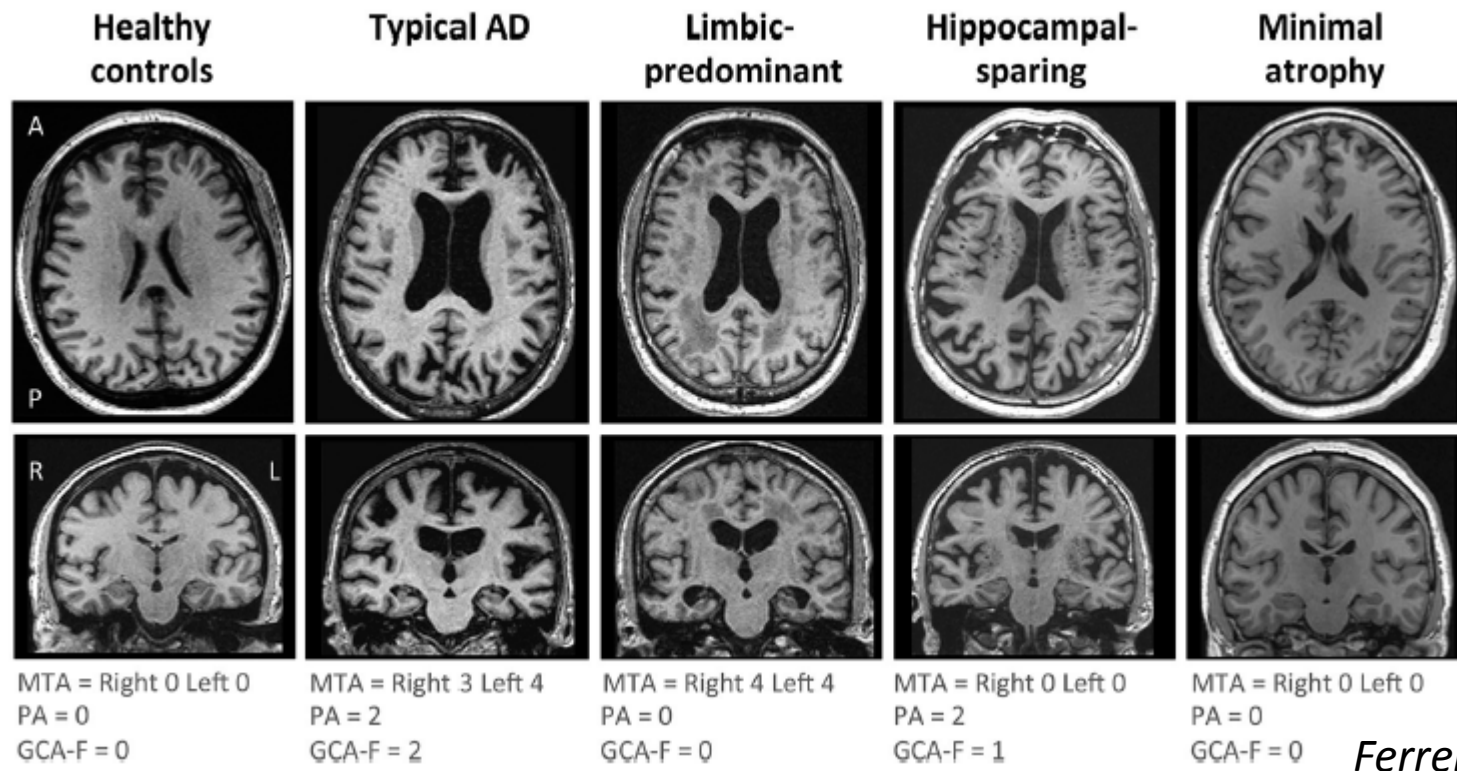 Healthy
controls
Typical AD
Limbic-
predominant
Hippocampal-
sparing
Minimal
atrophy
A
P
R L
MTA = Right 0 Left 0
PA = 0
GCA-F = 0
MTA = Right 3 Left 4
PA = 2
GCA-F = 2
MTA = Right 4 Left 4
PA = 0
GCA-F = 0
MTA = Right 0 Left 0
PA = 2
GCA-F = 1
MTA = Right 0 Left 0
PA = 0
GCA-F = 0